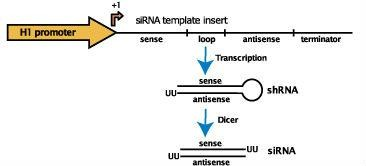 +1
siRNA template insert
H1 promoter
sense loop antisense terminator
Transcription
sense
UU shRNA
antisense
Dicer
sense
UU
UU siRNA
antisense